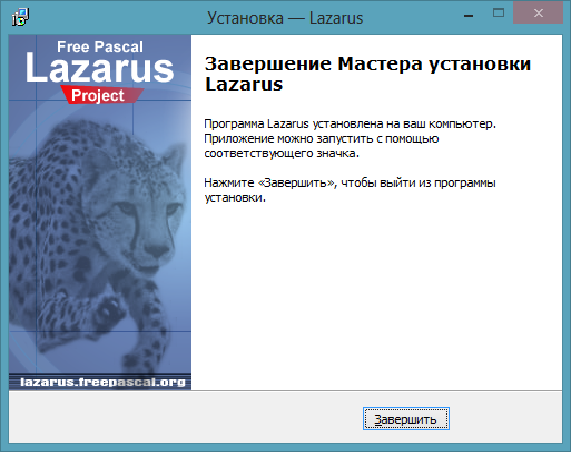 Установка — Lazarus
Free Pascal
Lazarus
Project
Завершение Мастера установки
Lazarus
Программа Lazarus установлена на ваш компьютер.
Приложение можно запустить с помощью
соответствующего значка.
Нажмите «Завершить», чтобы выйти из программы
установки.
lazarus.freepascal.org
Завершить